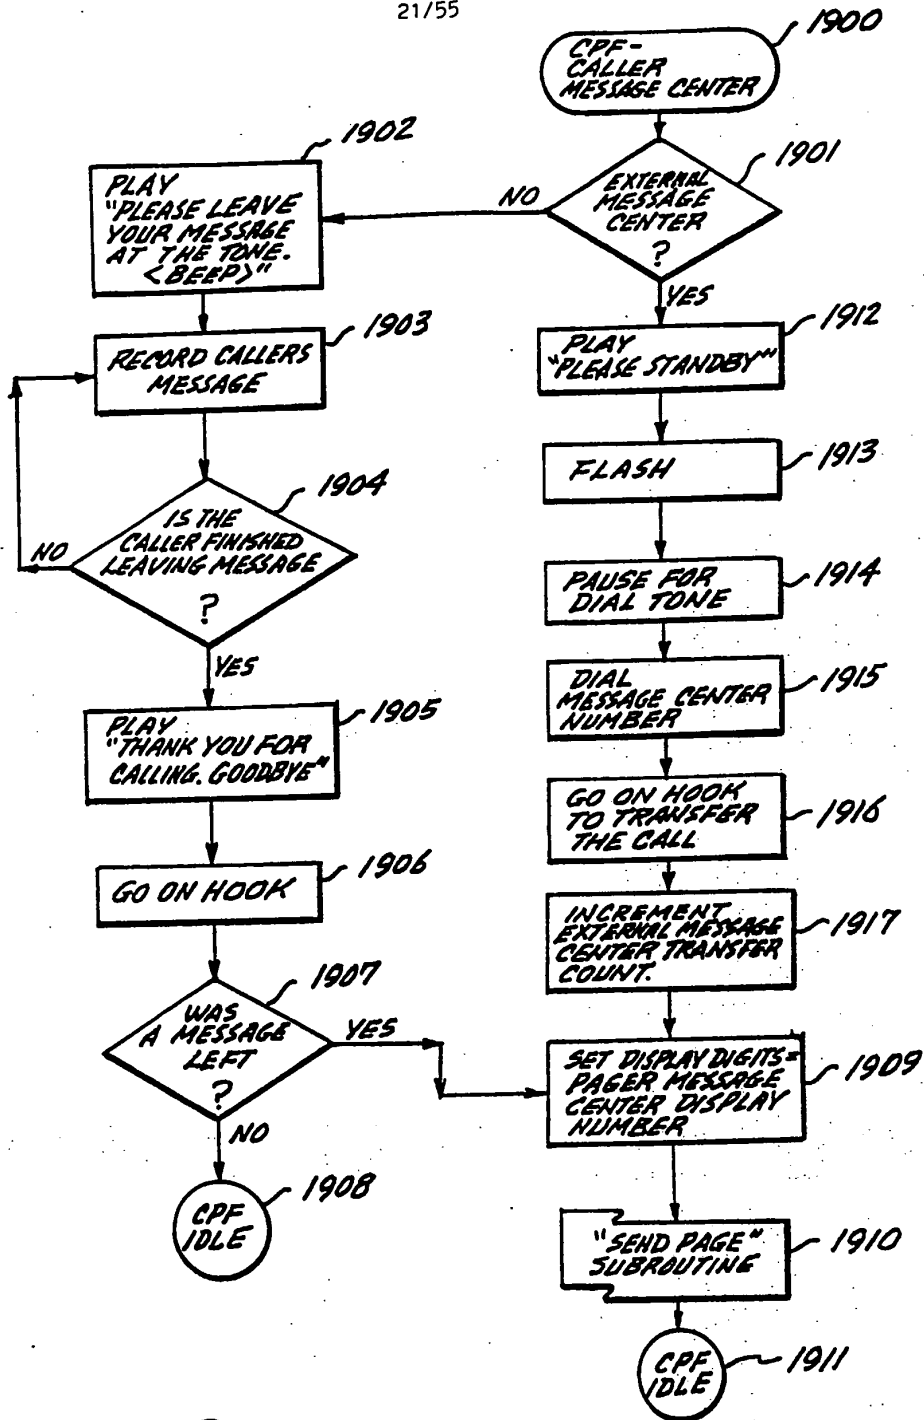 21/55
1900
CPF-
CALLER
MESSAGE CENTER
1901
EXTERNAL
MESSAGE
CENTER
?
NO
YES
1902
PLAY
"PLEASE LEAVE
YOUR MESSAGE
AT THE TONE.
<BEEP>"
1903
RECORD CALLERS
MESSAGE
1904
IS THE
CALLER FINISHED
LEAVING MESSAGE
?
NO
YES
1905
PLAY
"THANK YOU FOR
CALLING. GOODBYE"
1906
GO ON HOOK
1907
WAS
A MESSAGE
LEFT
?
YES
NO
1908
CPF
IDLE
1912
PLAY
"PLEASE STANDBY"
1913
FLASH
1914
PAUSE FOR
DIAL TONE
1915
DIAL
MESSAGE CENTER
NUMBER
1916
GO ON HOOK
TO TRANSFER
THE CALL
1917
INCREMENT
EXTERNAL MESSAGE
CENTER TRANSFER
COUNT.
1909
SET DISPLAY DIGITS=
PAGER MESSAGE
CENTER DISPLAY
NUMBER
1910
"SEND PAGE"
SUBROUTINE
1911
CPF
IDLE